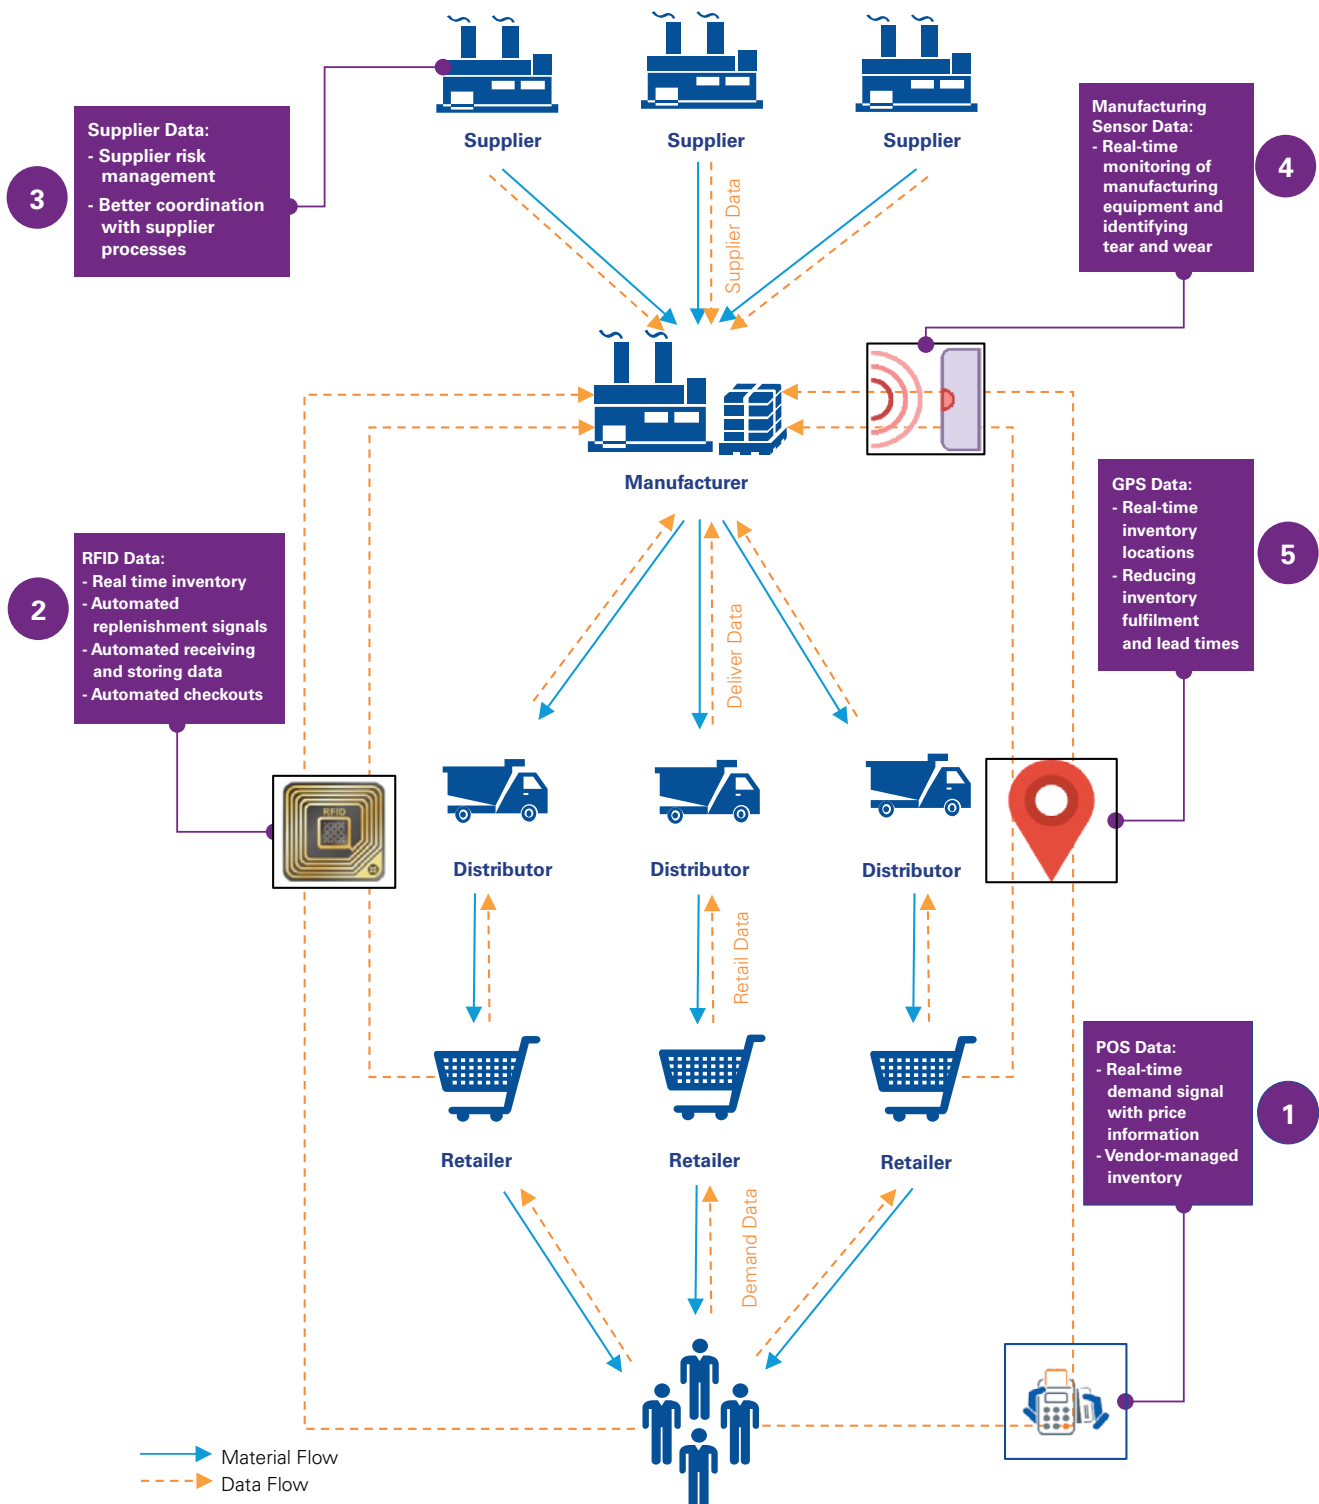 Supplier
Supplier
Supplier
3
Supplier Data:
- Supplier risk
management
- Better coordination
with supplier
processes
Manufacturing
Sensor Data:
- Real-time
monitoring of
manufacturing
equipment and
identifying
tear and wear
4
Supplier Data
Manufacturer
2
RFID Data:
- Real time inventory
- Automated
replenishment signals
- Automated receiving
and storing data
- Automated checkouts
GPS Data:
- Real-time
inventory
locations
- Reducing
inventory
fulfilment
and lead times
5
Deliver Data
RFID
Distributor
Distributor
Distributor
Retail Data
POS Data:
- Real-time
demand signal
with price
information
- Vendor-managed
inventory
1
Retailer
Retailer
Retailer
Demand Data
Material Flow
Data Flow